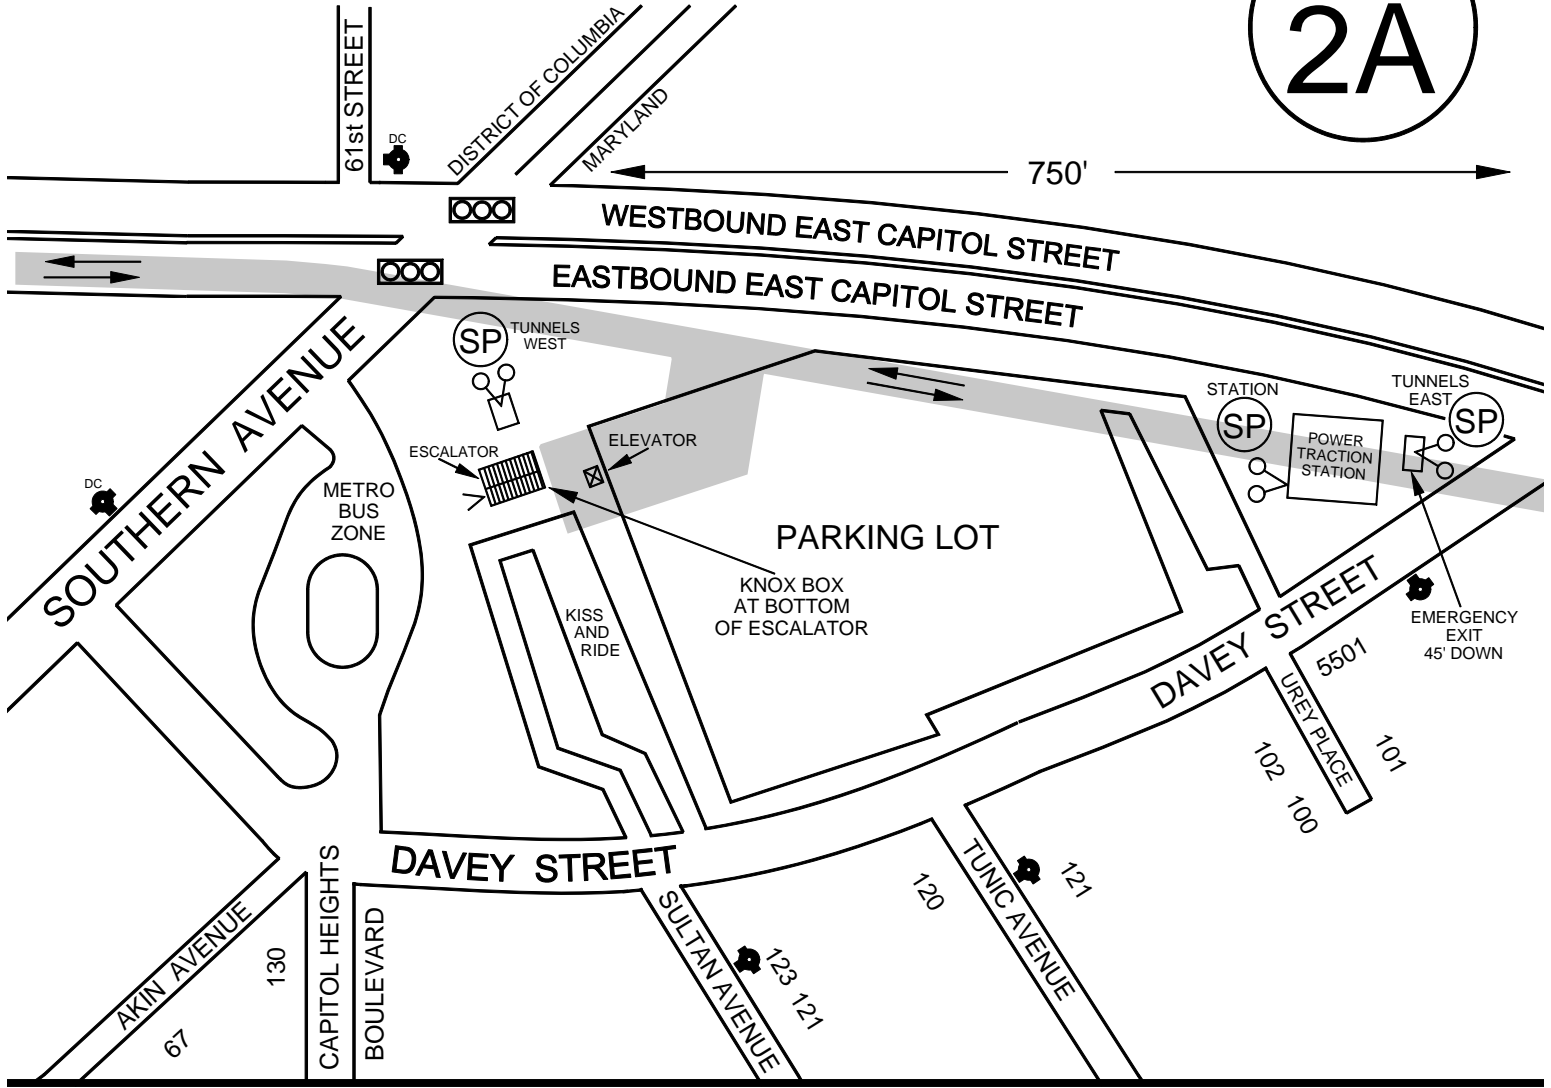 2A
61st STREET
DC
DISTRICT OF COLUMBIA
MARYLAND
750'
WESTBOUND EAST CAPITOL STREET
EASTBOUND EAST CAPITOL STREET
SP
TUNNELS
WEST
SOUTHERN AVENUE
STATION
SP
TUNNELS
EAST
SP
POWER
TRACTION
STATION
ESCALATOR
ELEVATOR
DC
METRO
BUS
ZONE
PARKING LOT
KNOX BOX
AT BOTTOM
OF ESCALATOR
KISS
AND
RIDE
DAVEY STREET
EMERGENCY
EXIT
45' DOWN
5501
UREY PLACE
101
102
100
DAVEY STREET
TUNIC AVENUE
121
120
SULTAN AVENUE
123
121
AKIN AVENUE
67
130
CAPITOL HEIGHTS
BOULEVARD